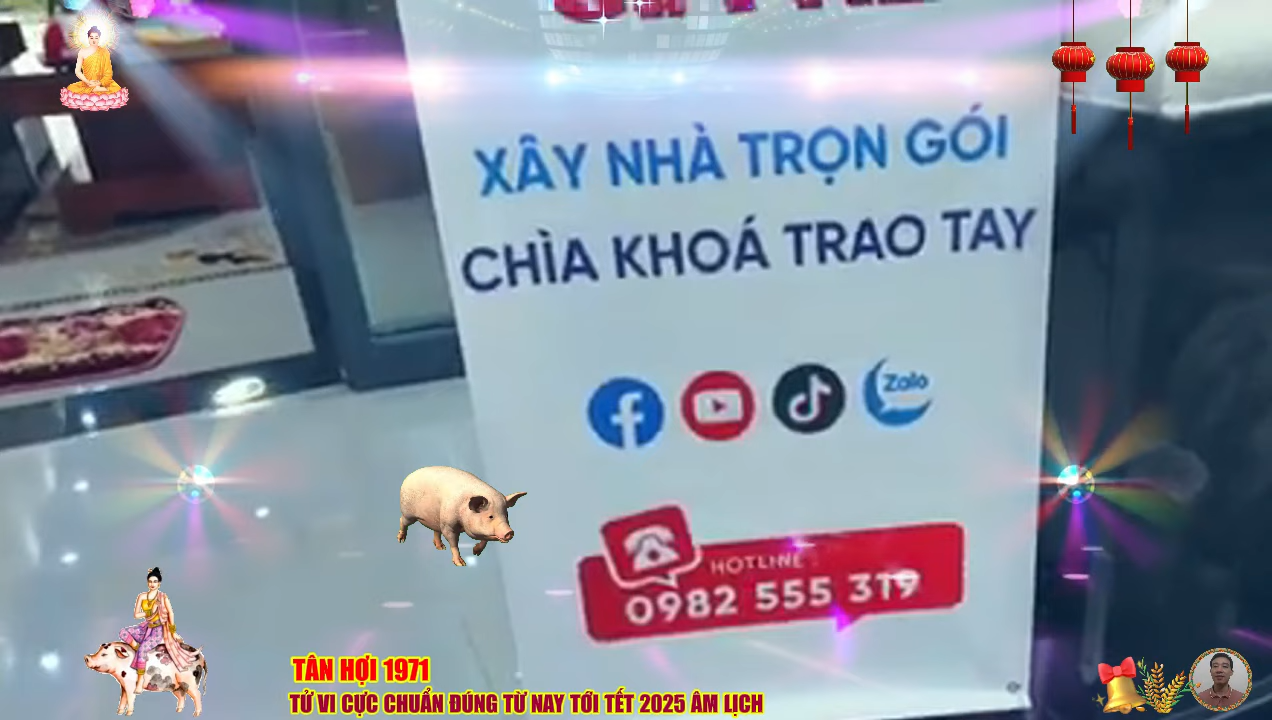 XÂY NHÀ TRỌN GÓI
CHÌA KHOÁ TRAO TAY
Zalo
HOTLINE
0982 555 319
TÂN HỢI 1971
TỬ VI CỰC CHUẨN ĐÚNG TỪ NAY TỚI TẾT 2025 ÂM LỊCH